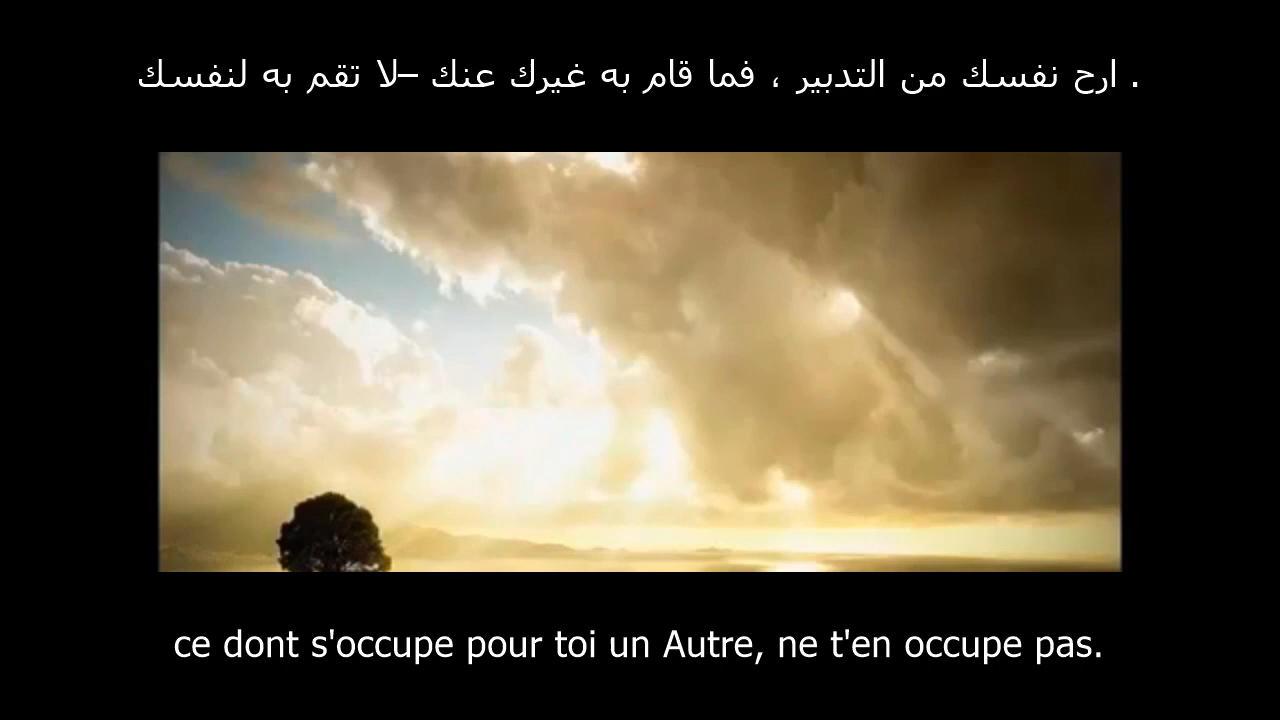 . ارح نفسك من التدبير ، فما قام به غيرك عنك –لا تقم به لنفسك
ce dont s'occupe pour toi un Autre, ne t'en occupe pas.